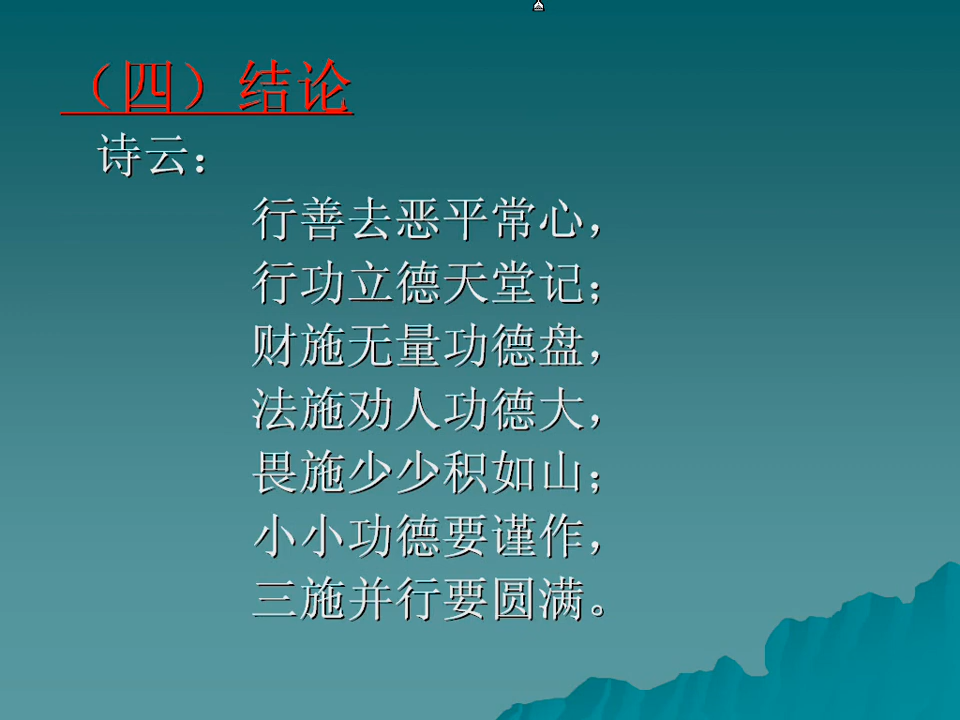 （四）结论
诗云：
行善去恶平常心，
行功立德天堂记；
财施无量功德盘，
法施劝人功德大，
畏施少少积如山；
小小功德要谨作，
三施并行要圆满。